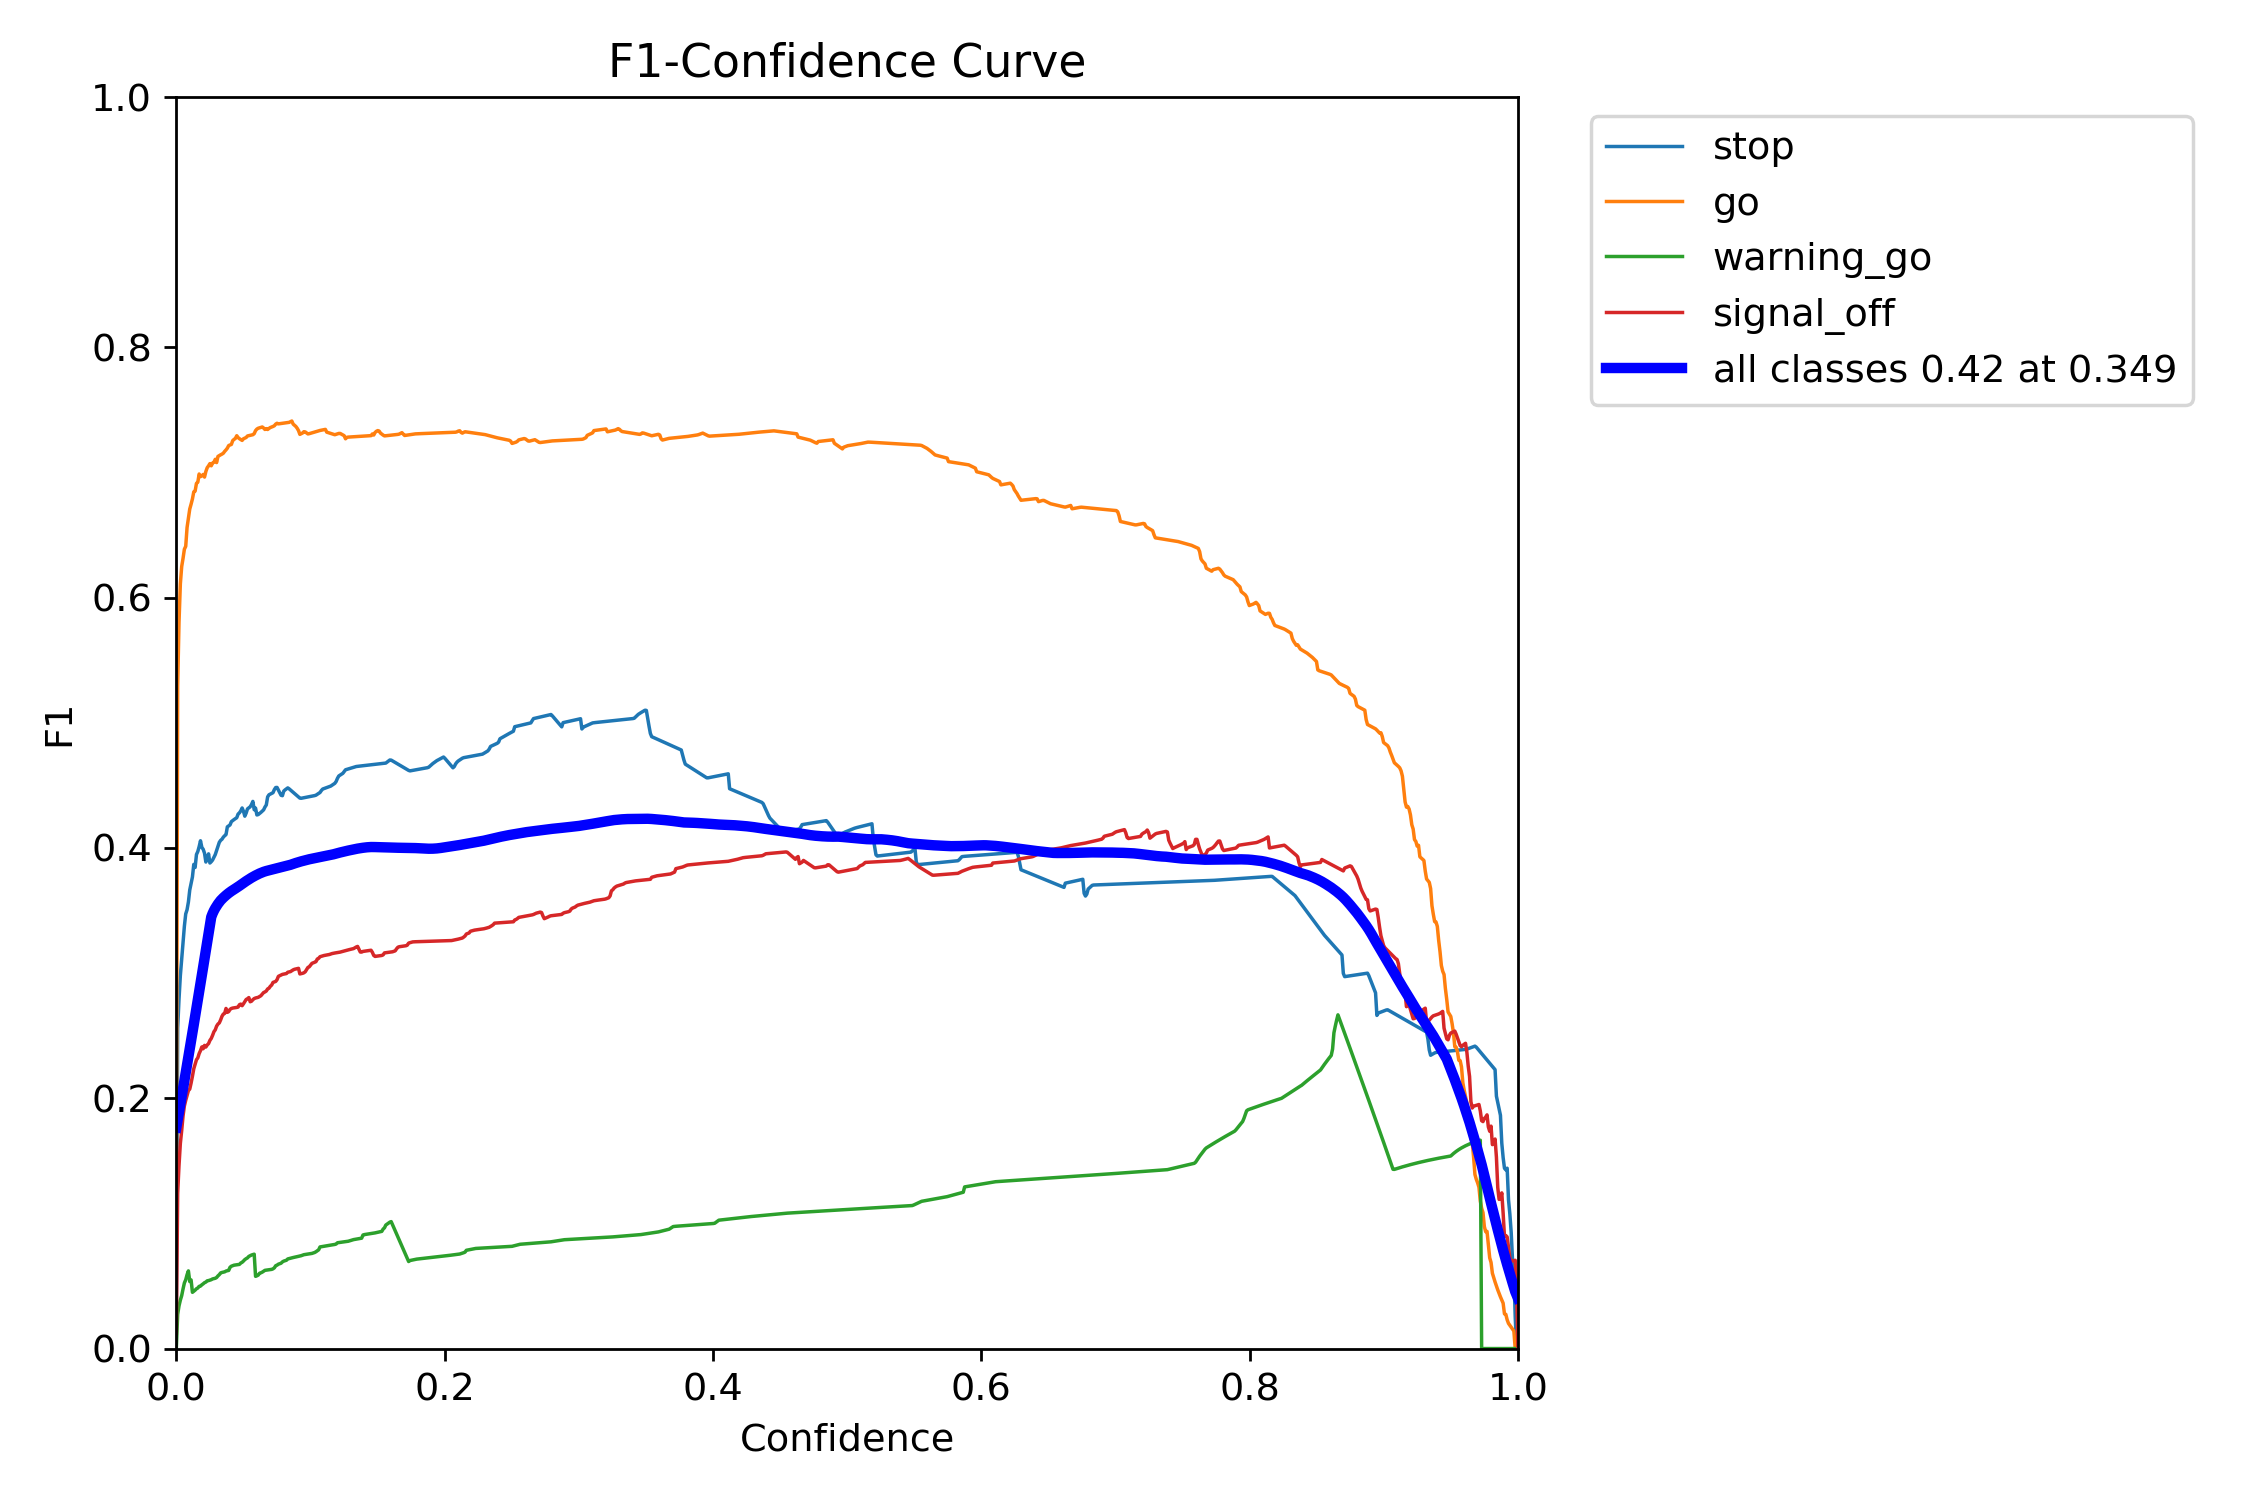 F1-Confidence Curve
1.0
0.8
0.6
0.4
0.2
0.0
F1
0.0 0.2 0.4 0.6 0.8 1.0
Confidence
stop
go
warning_go
signal_off
all classes 0.42 at 0.349